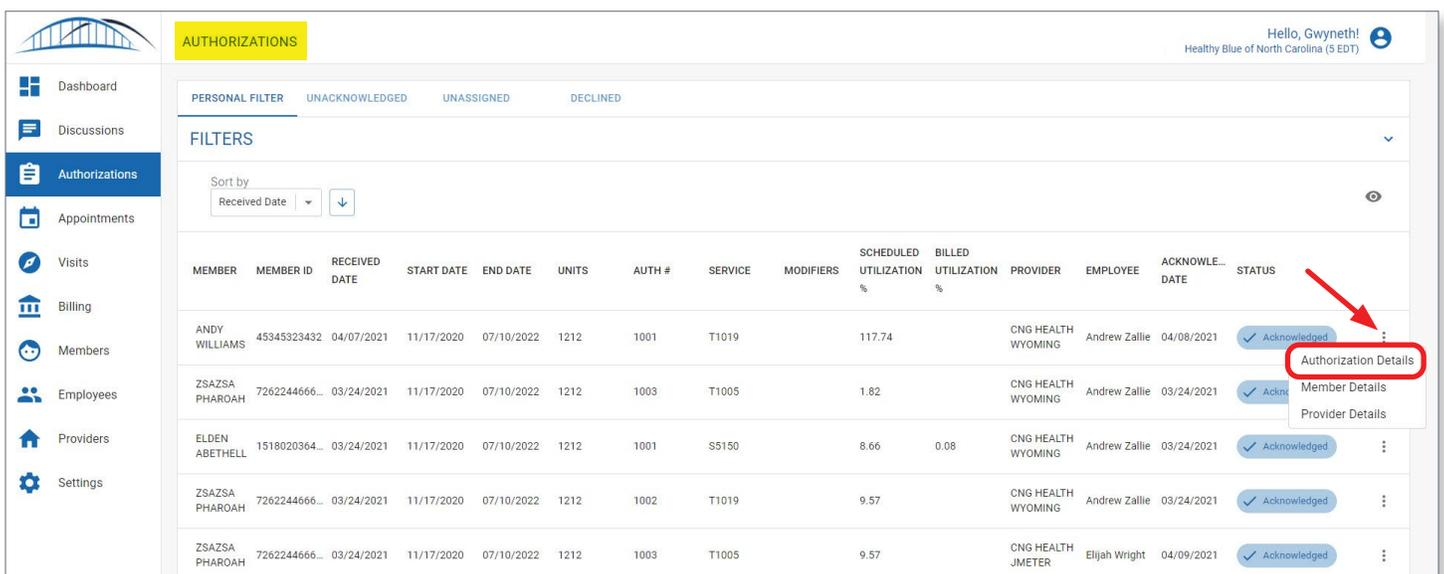 AUTHORIZATIONS
Hello, Gwyneth!
Healthy Blue of North Carolina (5 EDT)
Dashboard
Discussions
Authorizations
Appointments
Visits
Billing
Members
Employees
Providers
Settings
PERSONAL FILTER UNACKNOWLEDGED UNASSIGNED DECLINED
FILTERS
Sort by
Received Date
MEMBER MEMBER ID RECEIVED DATE START DATE END DATE UNITS AUTH # SERVICE MODIFIERS SCHEDULED UTILIZATION % BILLED UTILIZATION % PROVIDER EMPLOYEE ACKNOWLE... DATE STATUS
ANDY WILLIAMS 45345323432 04/07/2021 11/17/2020 07/10/2022 1212 1001 T1019 117.74 CNG HEALTH WYOMING Andrew Zallie 04/08/2021 Acknowledged
Authorization Details
Member Details
Provider Details
ZSAZSA PHAROAH 7262244666... 03/24/2021 11/17/2020 07/10/2022 1212 1003 T1005 1.82 CNG HEALTH WYOMING Andrew Zallie 03/24/2021 Ackno
ELDEN ABETHELL 1518020364... 03/24/2021 11/17/2020 07/10/2022 1212 1001 S5150 8.66 0.08 CNG HEALTH WYOMING Andrew Zallie 03/24/2021 Acknowledged
ZSAZSA PHAROAH 7262244666... 03/24/2021 11/17/2020 07/10/2022 1212 1002 T1019 9.57 CNG HEALTH WYOMING Andrew Zallie 03/24/2021 Acknowledged
ZSAZSA PHAROAH 7262244666... 03/24/2021 11/17/2020 07/10/2022 1212 1003 T1005 9.57 CNG HEALTH JMETER Elijah Wright 04/09/2021 Acknowledged